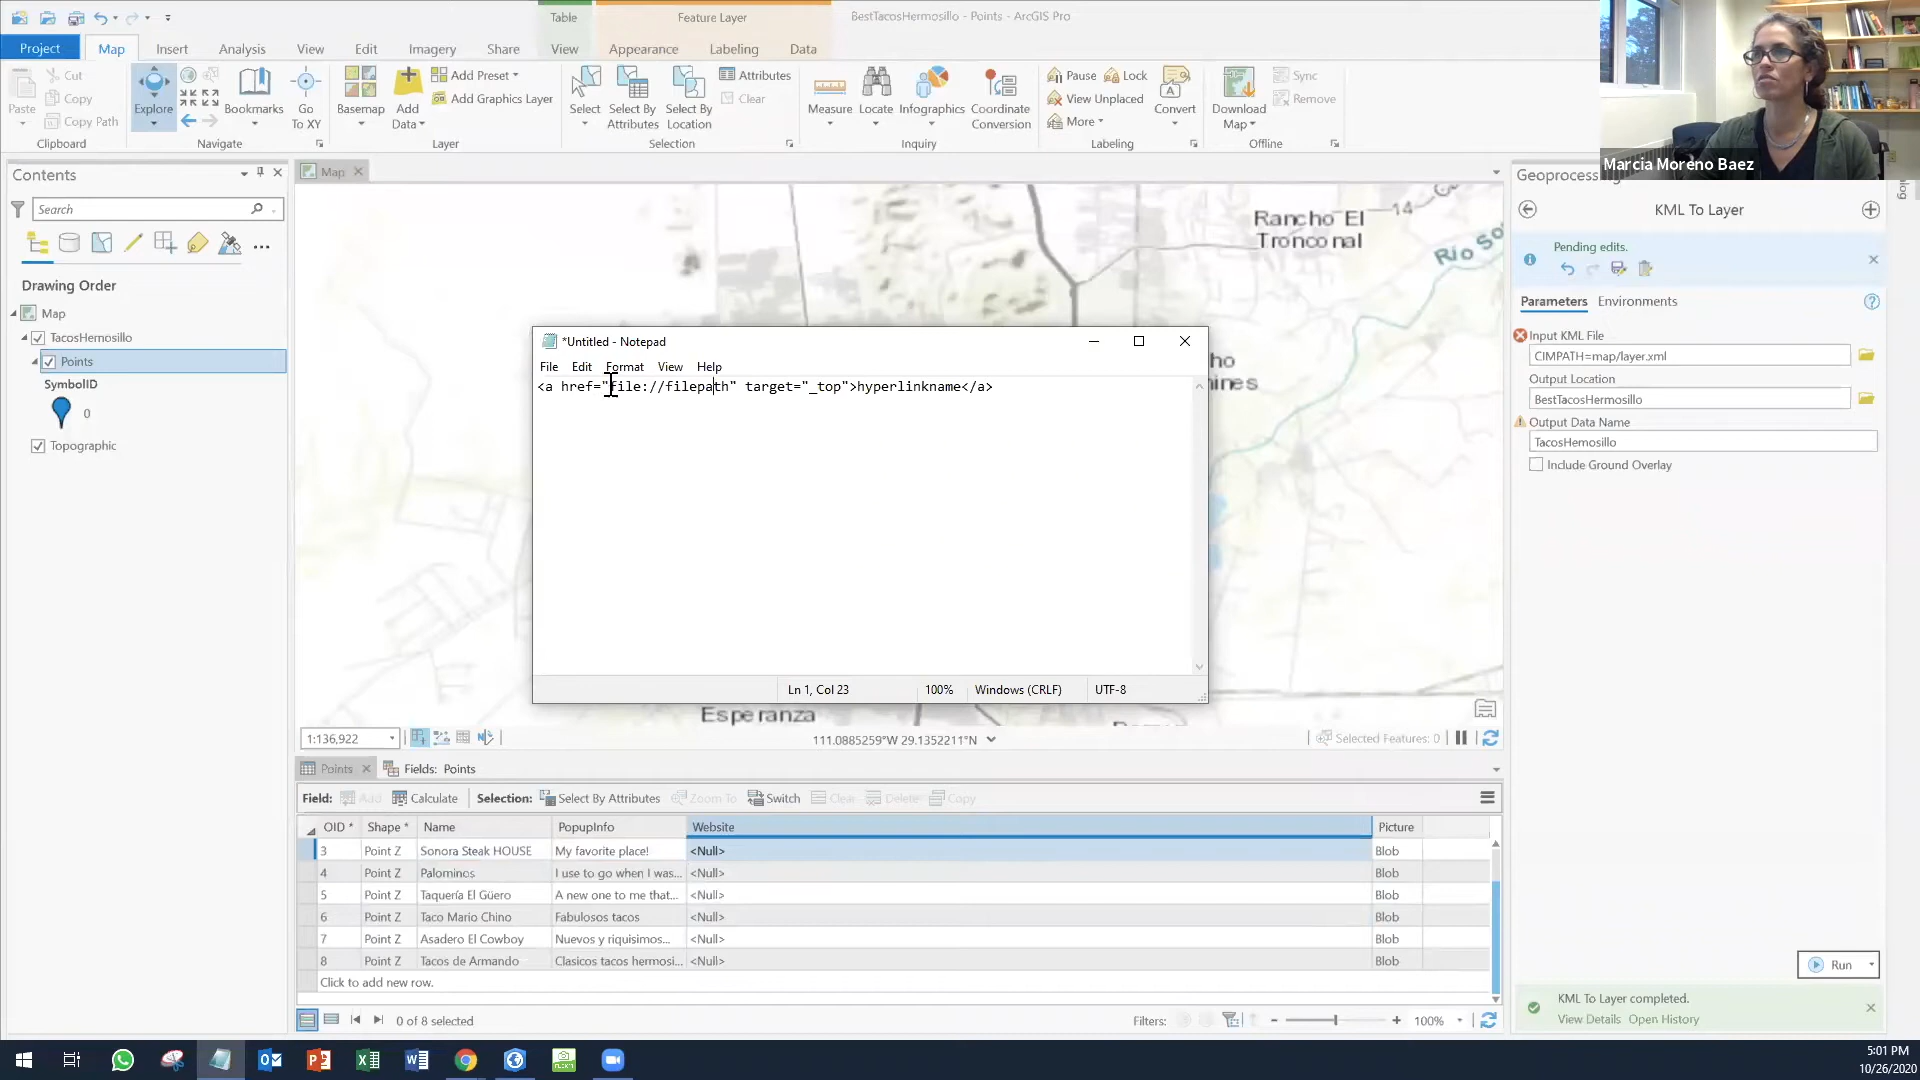 Table
Feature Layer
BestTacosHermosillo - Points - ArcGIS Pro
Project
Map
Insert
Analysis
View
Edit
Imagery
Share
View
Appearance
Labeling
Data
Paste
Cut
Copy
Copy Path
Clipboard
Explore
Bookmarks
Go
To XY
Navigate
Basemap
Add
Data
Add Preset
Add Graphics Layer
Layer
Select
Select By
Attributes
Select By
Location
Attributes
Clear
Selection
Measure
Locate
Infographics
Coordinate
Conversion
Inquiry
Pause
Lock
View Unplaced
More
Convert
Labeling
Download
Map
Sync
Remove
Offline
Marcia Moreno Baez
Contents
Search
Drawing Order
Map
TacosHemosillo
Points
SymbolID
0
Topographic
Map
Rancho El
Tronconal
14
Río So
Esperanza
*Untitled - Notepad
File Edit Format View Help
<a href="file://filepath" target="_top">hyperlinkname</a>
Ln 1, Col 23
100%
Windows (CRLF)
UTF-8
1:136,922
111.0885259°W 29.1352211°N
Selected Features: 0
Points
Fields: Points
Field: Add Calculate Selection: Select By Attributes Zoom To Switch Clear Delete Copy
OID * Shape * Name PopupInfo Website Picture
3 Point Z Sonora Steak HOUSE My favorite place! <Null> Blob
4 Point Z Palominos I use to go when I was... <Null> Blob
5 Point Z Taquería El Güero A new one to me that... <Null> Blob
6 Point Z Taco Mario Chino Fabulosos tacos <Null> Blob
7 Point Z Asadero El Cowboy Nuevos y riquisimos... <Null> Blob
8 Point Z Tacos de Armando Clasicos tacos hermosi... <Null> Blob
Click to add new row.
0 of 8 selected
Filters:
100%
Geoprocessing
KML To Layer
Pending edits.
Parameters Environments
Input KML File
CIMPATH=map/layer.xml
Output Location
BestTacosHermosillo
Output Data Name
TacosHemosillo
Include Ground Overlay
Run
KML To Layer completed.
View Details Open History
5:01 PM
10/26/2020